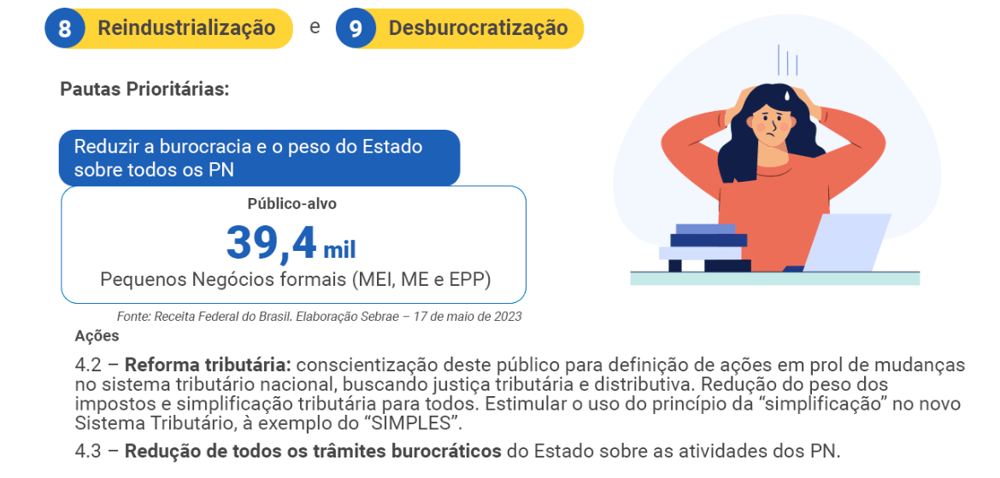 8 Reindustrialização e 9 Desburocratização
Pautas Prioritárias:
Reduzir a burocracia e o peso do Estado
sobre todos os PN
Público-alvo
39,4 mil
Pequenos Negócios formais (MEI, ME e EPP)
Fonte: Receita Federal do Brasil. Elaboração Sebrae – 17 de maio de 2023
Ações
4.2 – Reforma tributária: conscientização deste público para definição de ações em prol de mudanças
no sistema tributário nacional, buscando justiça tributária e distributiva. Redução do peso dos
impostos e simplificação tributária para todos. Estimular o uso do princípio da “simplificação” no novo
Sistema Tributário, à exemplo do “SIMPLES”.
4.3 – Redução de todos os trâmites burocráticos do Estado sobre as atividades dos PN.